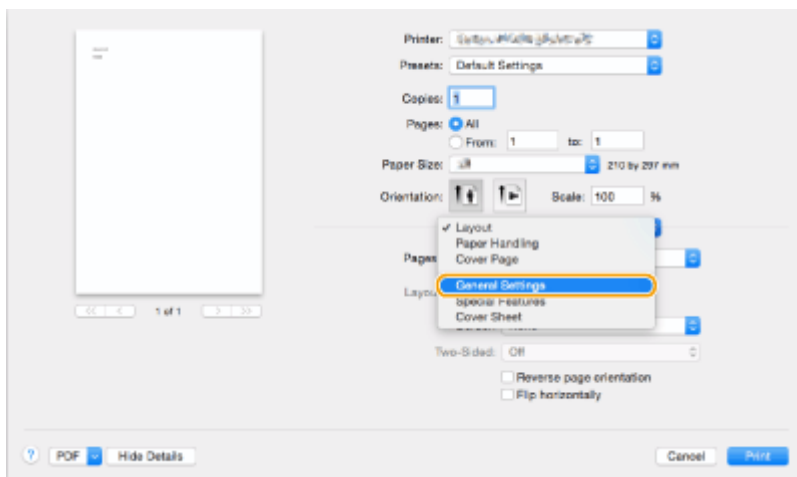 Printer:
Presets: Default Settings
Copies: 1
Pages: All
From: 1 to: 1
Paper Size: 210 by 297 mm
Orientation: Scale: 100 %
✓ Layout
Paper Handling
Pages Cover Page
General Settings
Layou
Special Features
1 of 1
Cover Sheet
Two-Sided: Off
Reverse page orientation
Flip horizontally
? PDF Hide Details Cancel Print